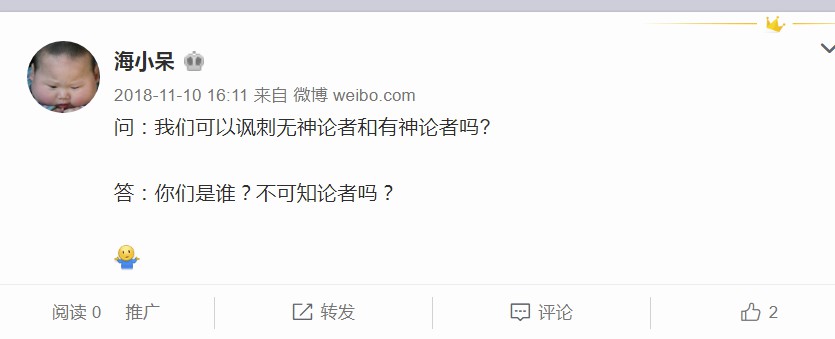 海小呆
2018-11-10 16:11 来自 微博 weibo.com
问：我们可以讽刺无神论者和有神论者吗?
答：你们是谁？不可知论者吗？
阅读 0 推广 转发 评论 2